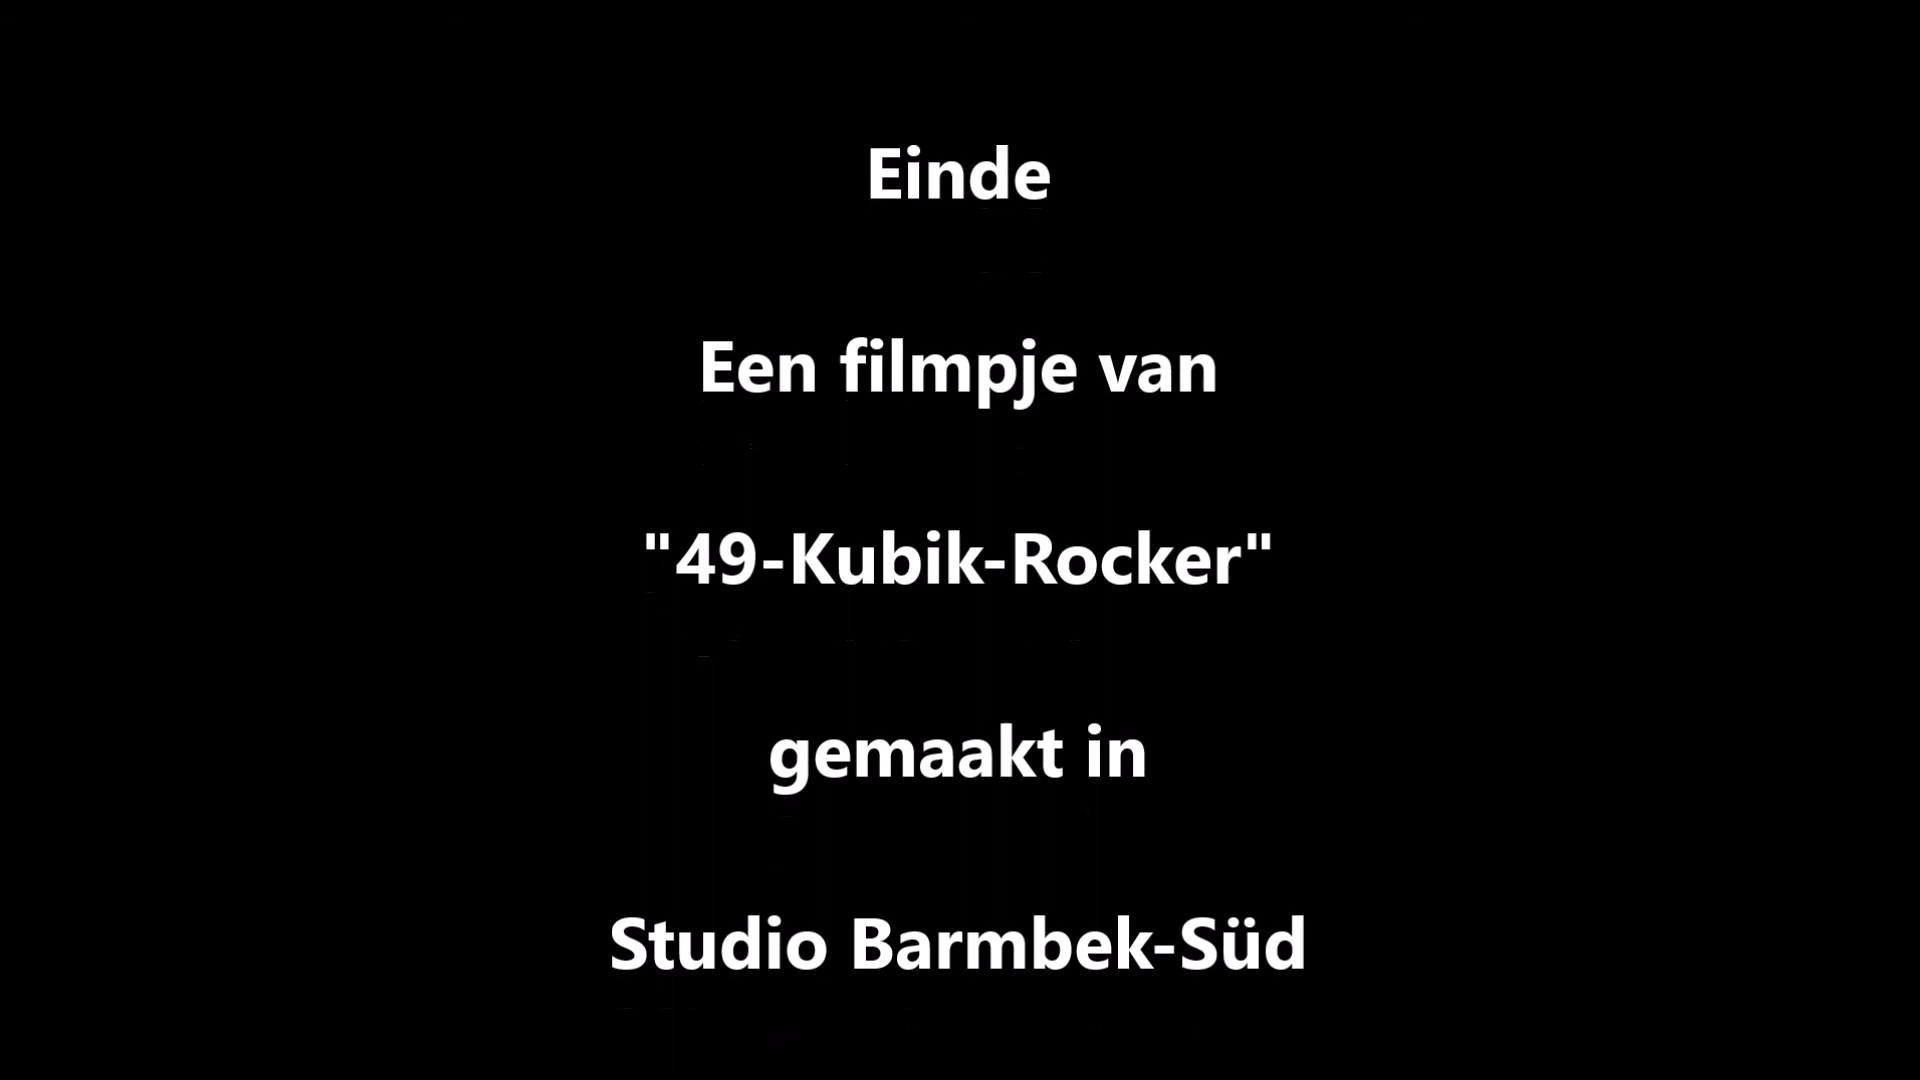 Einde
Een filmpje van
"49-Kubik-Rocker"
gemaakt in
Studio Barmbek-Süd